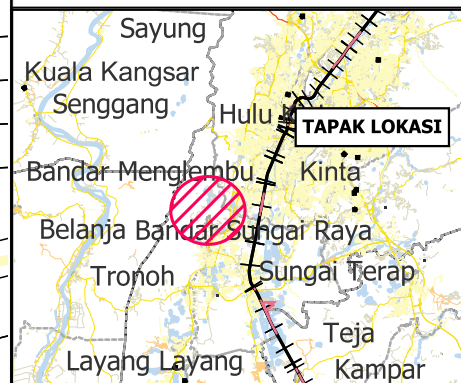 Sayung
Kuala Kangsar
Senggang
Hulu
TAPAK LOKASI
Bandar Menglembu
Kinta
Belanja
Bandar Sungai Raya
Tronoh
Sungai Terap
Teja
Layang Layang
Kampar